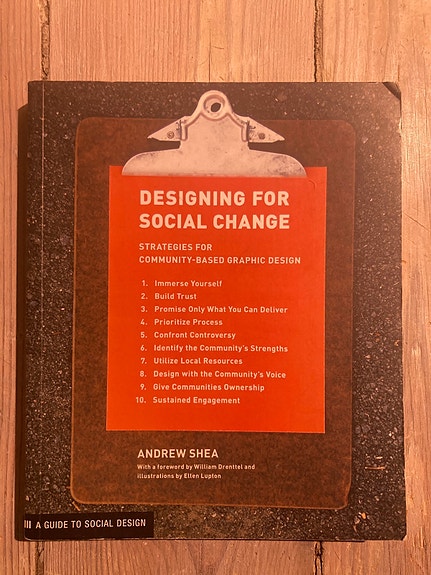 DESIGNING FOR
SOCIAL CHANGE
STRATEGIES FOR
COMMUNITY-BASED GRAPHIC DESIGN
1. Immerse Yourself
2. Build Trust
3. Promise Only What You Can Deliver
4. Prioritize Process
5. Confront Controversy
6. Identify the Community's Strengths
7. Utilize Local Resources
8. Design with the Community's Voice
9. Give Communities Ownership
10. Sustained Engagement
ANDREW SHEA
With a foreword by William Drenttel and
illustrations by Ellen Lupton
A GUIDE TO SOCIAL DESIGN